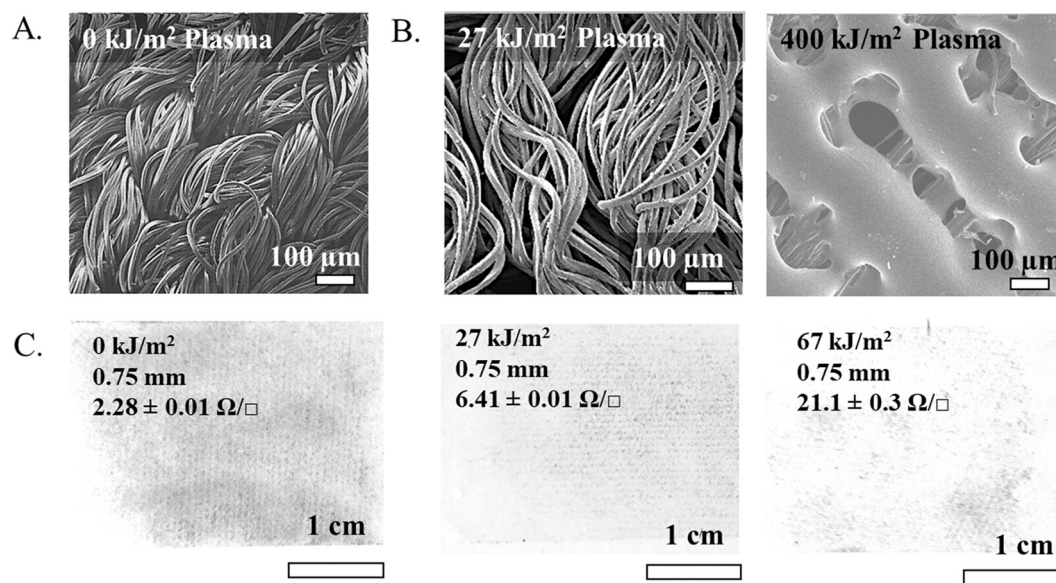 A.
0 kJ/m² Plasma
100 µm
B.
27 kJ/m² Plasma
100 µm
400 kJ/m² Plasma
100 µm
C.
0 kJ/m²
0.75 mm
2.28 ± 0.01 Ω/□
1 cm
27 kJ/m²
0.75 mm
6.41 ± 0.01 Ω/□
1 cm
67 kJ/m²
0.75 mm
21.1 ± 0.3 Ω/□
1 cm